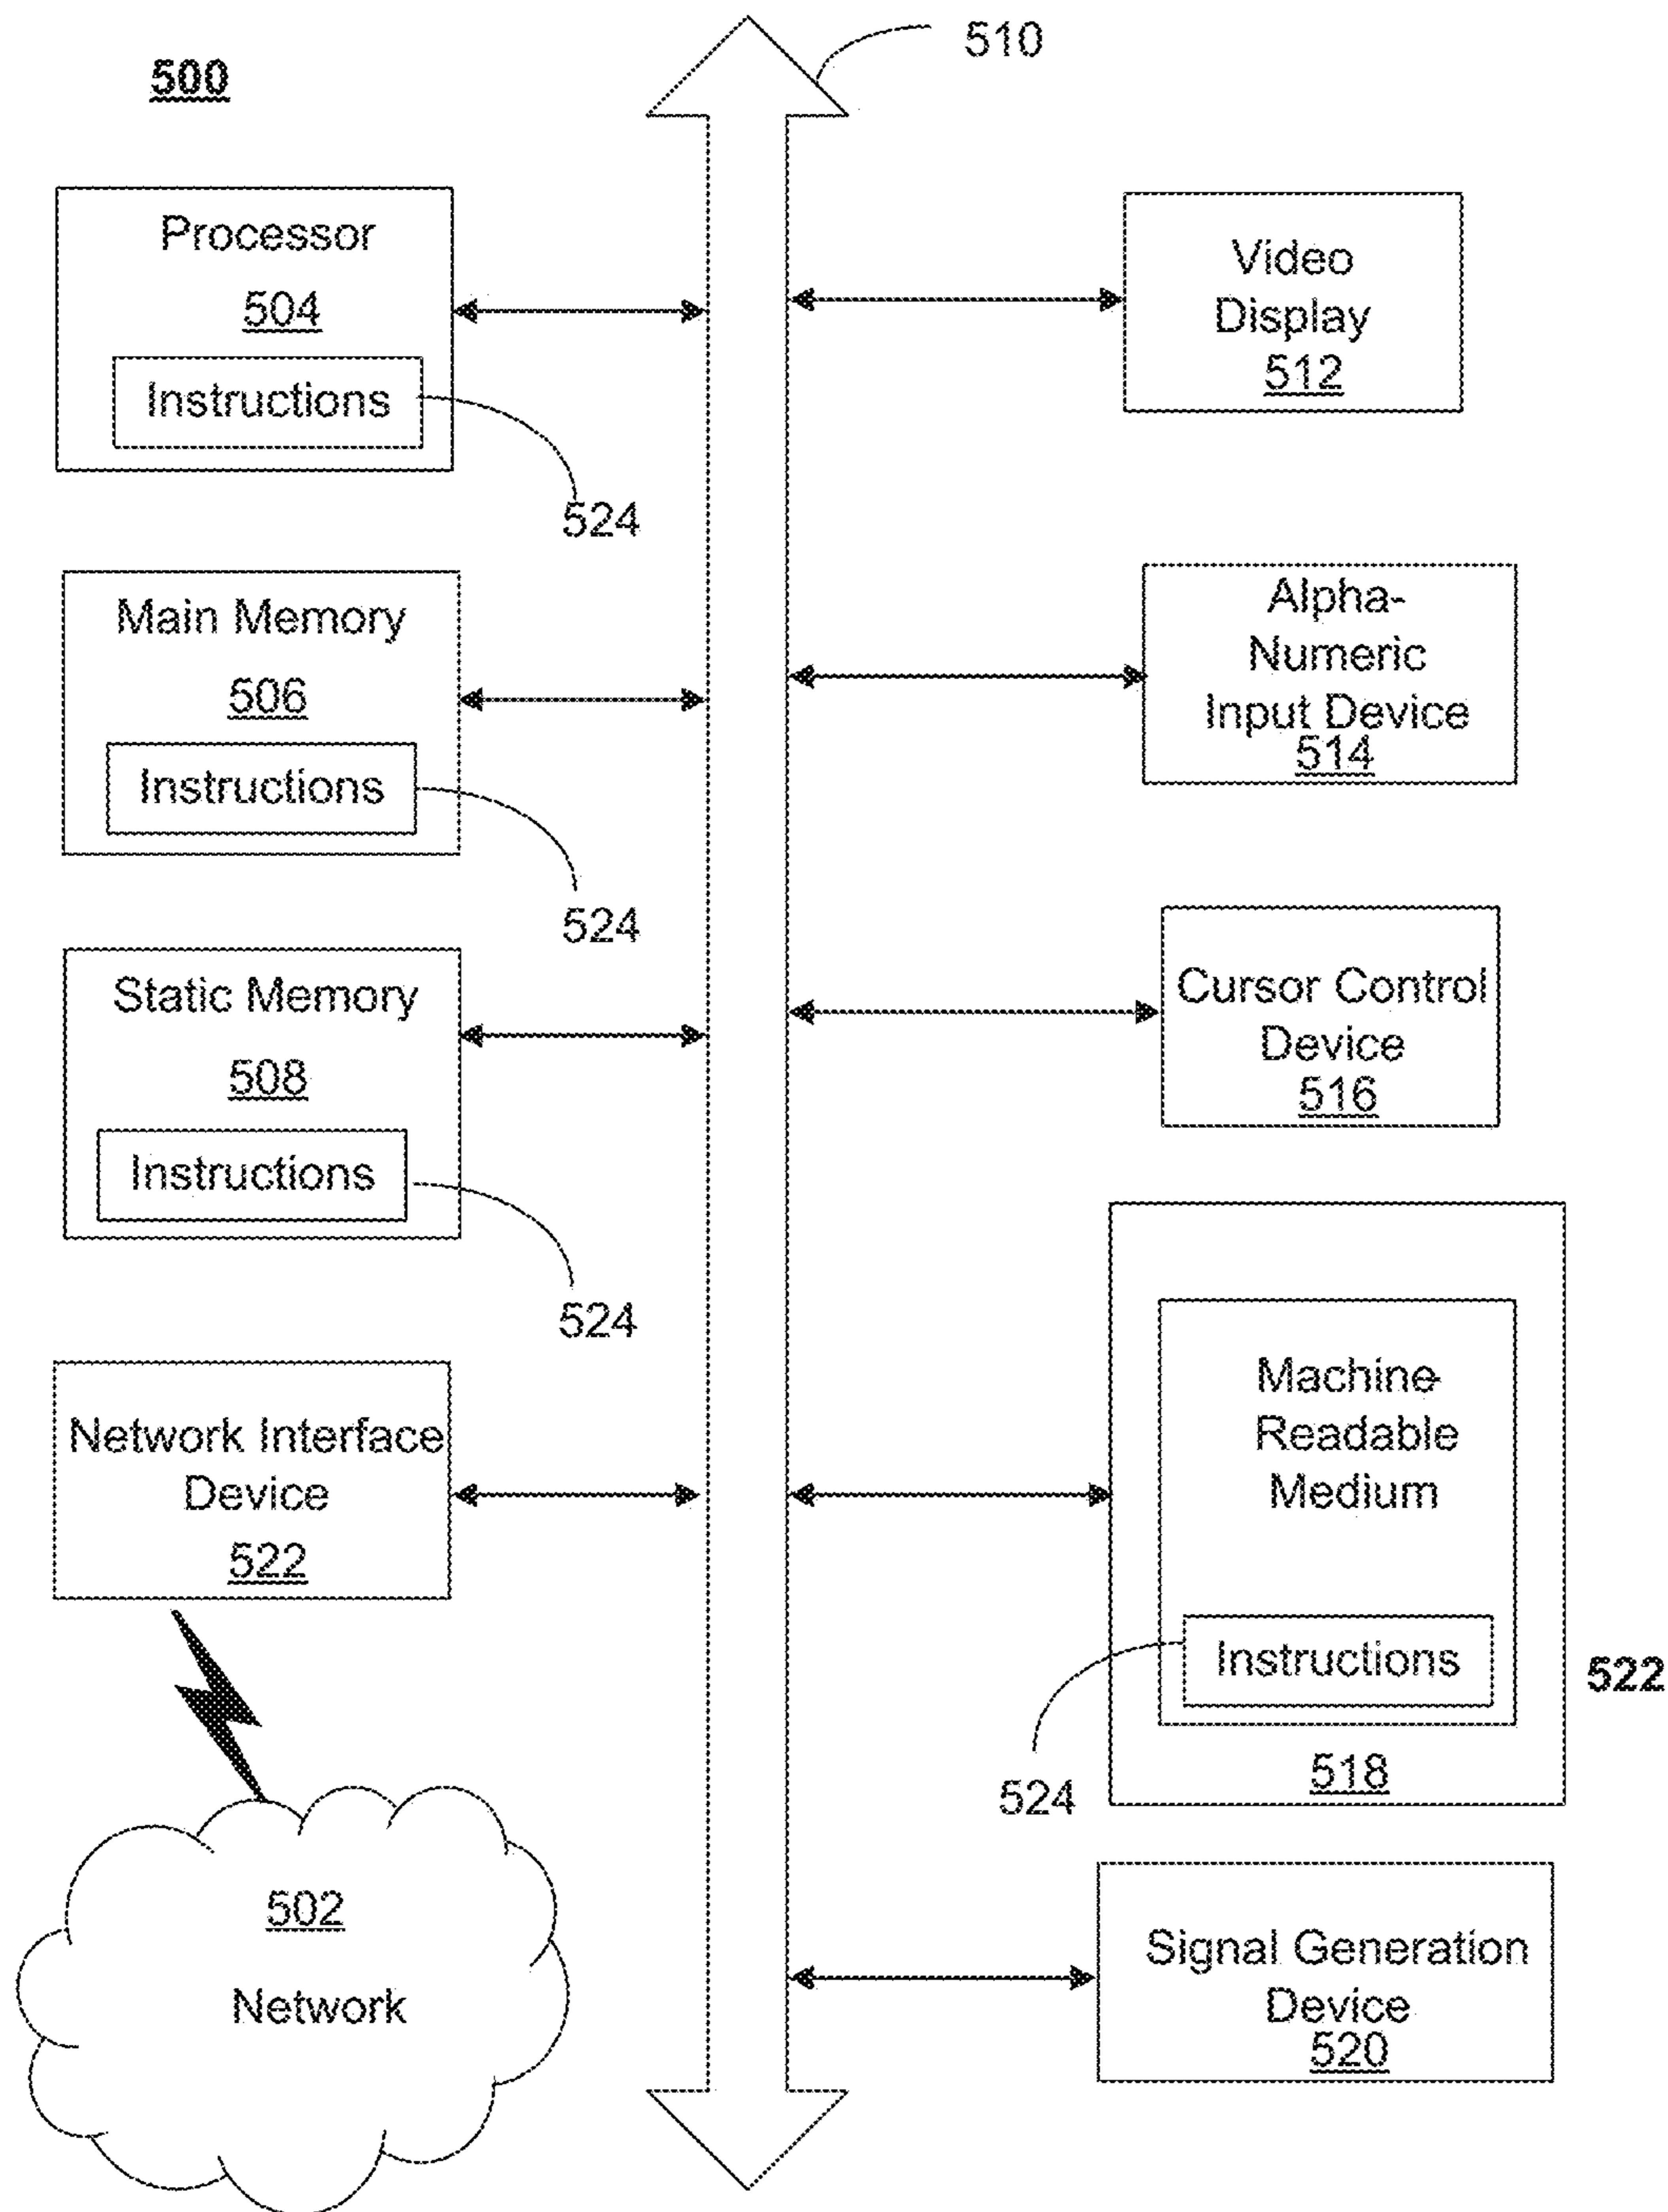 500
510
Processor
504
Instructions
524
Main Memory
506
Instructions
524
Static Memory
508
Instructions
524
Network Interface
Device
522
502
Network
Video
Display
512
Alpha-
Numeric
Input Device
514
Cursor Control
Device
516
Machine-
Readable
Medium
Instructions
524
518
522
Signal Generation
Device
520